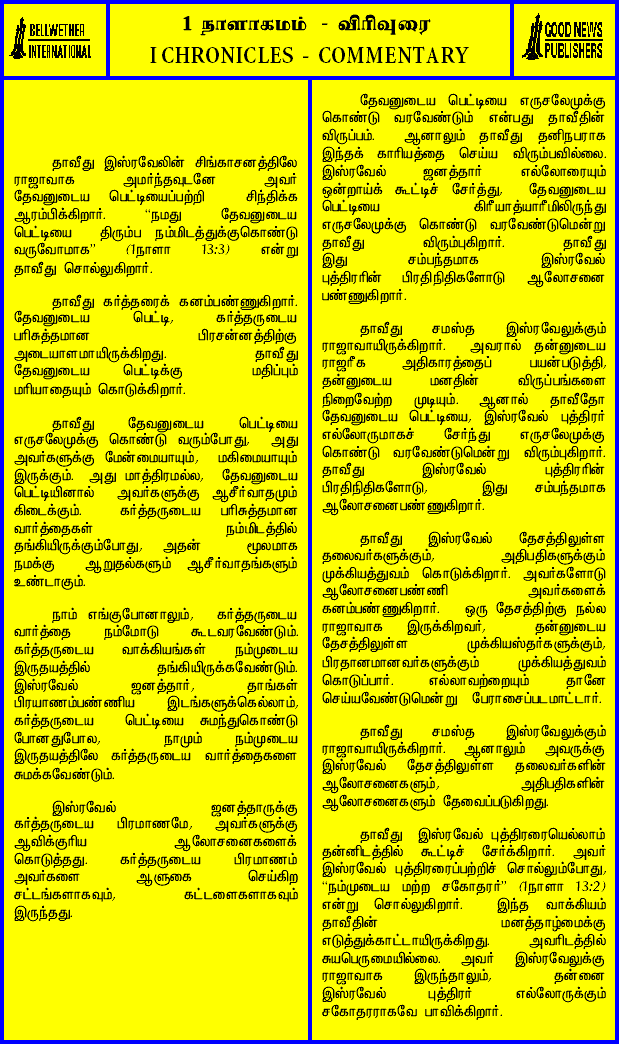 BELLWETHER
INTERNATIONAL
1 நாளாகமம் - விரிவுரை
I CHRONICLES - COMMENTARY
GOOD NEWS
PUBLISHERS
தாவீது இஸ்ரவேலின் சிங்காசனத்திலே
ராஜாவாக அமர்ந்தவுடனே அவர்
தேவனுடைய பெட்டியைப்பற்றி சிந்திக்க
ஆரம்பிக்கிறார். “நமது தேவனுடைய
பெட்டியை திரும்ப நம்மிடத்துக்குகொண்டு
வருவோமாக” (1நாளா 13:3) என்று
தாவீது சொல்லுகிறார்.
தாவீது கர்த்தரைக் கனம்பண்ணுகிறார்.
தேவனுடைய பெட்டி, கர்த்தருடைய
பரிசுத்தமான பிரசன்னத்திற்கு
அடையாளமாயிருக்கிறது. தாவீது
தேவனுடைய பெட்டிக்கு மதிப்பும்
மரியாதையும் கொடுக்கிறார்.
தாவீது தேவனுடைய பெட்டியை
எருசலேமுக்கு கொண்டு வரும்போது, அது
அவர்களுக்கு மேன்மையாயும், மகிமையாயும்
இருக்கும். அது மாத்திரமல்ல, தேவனுடைய
பெட்டியினால் அவர்களுக்கு ஆசீர்வாதமும்
கிடைக்கும். கர்த்தருடைய பரிசுத்தமான
வார்த்தைகள் நம்மிடத்தில்
தங்கியிருக்கும்போது, அதன் மூலமாக
நமக்கு ஆறுதல்களும் ஆசீர்வாதங்களும்
உண்டாகும்.
நாம் எங்குபோனாலும், கர்த்தருடைய
வார்த்தை நம்மோடு கூடவரவேண்டும்.
கர்த்தருடைய வாக்கியங்கள் நம்முடைய
இருதயத்தில் தங்கியிருக்கவேண்டும்.
இஸ்ரவேல் ஜனத்தார், தாங்கள்
பிரயாணம்பண்ணிய இடங்களுக்கெல்லாம்,
கர்த்தருடைய பெட்டியை சுமந்துகொண்டு
போனதுபோல, நாமும் நம்முடைய
இருதயத்திலே கர்த்தருடைய வார்த்தைகளை
சுமக்கவேண்டும்.
இஸ்ரவேல் ஜனத்தாருக்கு
கர்த்தருடைய பிரமாணமே, அவர்களுக்கு
ஆவிக்குரிய ஆலோசனைகளைக்
கொடுத்தது. கர்த்தருடைய பிரமாணம்
அவர்களை ஆளுகை செய்கிற
சட்டங்களாகவும், கட்டளைகளாகவும்
இருந்தது.
தேவனுடைய பெட்டியை எருசலேமுக்கு
கொண்டு வரவேண்டும் என்பது தாவீதின்
விருப்பம். ஆனாலும் தாவீது தனிநபராக
இந்தக் காரியத்தை செய்ய விரும்பவில்லை.
இஸ்ரவேல் ஜனத்தார் எல்லோரையும்
ஒன்றாய்க் கூட்டிச் சேர்த்து, தேவனுடைய
பெட்டியை கிரீயாத்யாரீமிலிருந்து
எருசலேமுக்கு கொண்டு வரவேண்டுமென்று
தாவீது விரும்புகிறார். தாவீது
இது சம்பந்தமாக இஸ்ரவேல்
புத்திரரின் பிரதிநிதிகளோடு ஆலோசனை
பண்ணுகிறார்.
தாவீது சமஸ்த இஸ்ரவேலுக்கும்
ராஜாவாயிருக்கிறார். அவரால் தன்னுடைய
ராஜரீக அதிகாரத்தைப் பயன்படுத்தி,
தன்னுடைய மனதின் விருப்பங்களை
நிறைவேற்ற முடியும். ஆனால் தாவீதோ
தேவனுடைய பெட்டியை, இஸ்ரவேல் புத்திரர்
எல்லோருமாகச் சேர்ந்து எருசலேமுக்கு
கொண்டு வரவேண்டுமென்று விரும்புகிறார்.
தாவீது இஸ்ரவேல் புத்திரரின்
பிரதிநிதிகளோடு, இது சம்பந்தமாக
ஆலோசனைபண்ணுகிறார்.
தாவீது இஸ்ரவேல் தேசத்திலுள்ள
தலைவர்களுக்கும், அதிபதிகளுக்கும்
முக்கியத்துவம் கொடுக்கிறார். அவர்களோடு
ஆலோசனைபண்ணி அவர்களைக்
கனம்பண்ணுகிறார். ஒரு தேசத்திற்கு நல்ல
ராஜாவாக இருக்கிறவர், தன்னுடைய
தேசத்திலுள்ள முக்கியஸ்தர்களுக்கும்,
பிரதானமானவர்களுக்கும் முக்கியத்துவம்
கொடுப்பார். எல்லாவற்றையும் தானே
செய்யவேண்டுமென்று பேராசைப்படமாட்டார்.
தாவீது சமஸ்த இஸ்ரவேலுக்கும்
ராஜாவாயிருக்கிறார். ஆனாலும் அவருக்கு
இஸ்ரவேல் தேசத்திலுள்ள தலைவர்களின்
ஆலோசனைகளும், அதிபதிகளின்
ஆலோசனைகளும் தேவைப்படுகிறது.
தாவீது இஸ்ரவேல் புத்திரரையெல்லாம்
தன்னிடத்தில் கூட்டிச் சேர்க்கிறார். அவர்
இஸ்ரவேல் புத்திரரைப்பற்றிச் சொல்லும்போது,
“நம்முடைய மற்ற சகோதரர்” (1நாளா 13:2)
என்று சொல்லுகிறார். இந்த வாக்கியம்
தாவீதின் மனத்தாழ்மைக்கு
எடுத்துக்காட்டாயிருக்கிறது. அவரிடத்தில்
சுயபெருமையில்லை. அவர் இஸ்ரவேலுக்கு
ராஜாவாக இருந்தாலும், தன்னை
இஸ்ரவேல் புத்திரர் எல்லோருக்கும்
சகோதரராகவே பாவிக்கிறார்.